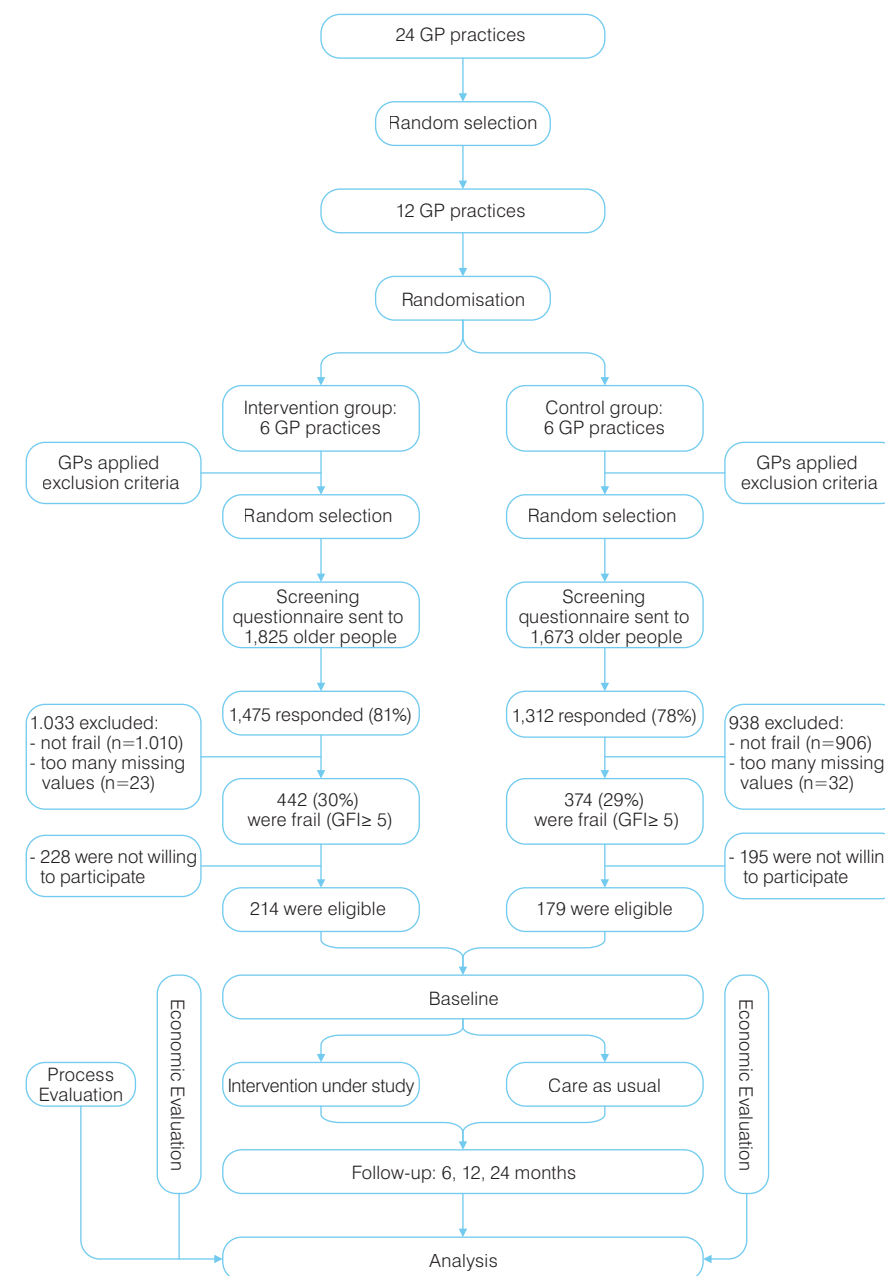 24 GP practices
Random selection
12 GP practices
Randomisation
Intervention group:
6 GP practices
Control group:
6 GP practices
GPs applied
exclusion criteria
GPs applied
exclusion criteria
Random selection
Random selection
Screening
questionnaire sent to
1,825 older people
Screening
questionnaire sent to
1,673 older people
1,475 responded (81%)
1,312 responded (78%)
1.033 excluded:
- not frail (n=1.010)
- too many missing
values (n=23)
938 excluded:
- not frail (n=906)
- too many missing
values (n=32)
442 (30%)
were frail (GFI≥ 5)
374 (29%)
were frail (GFI≥ 5)
- 228 were not willing
to participate
- 195 were not willin
to participate
214 were eligible
179 were eligible
Baseline
Economic Evaluation
Economic Evaluation
Process
Evaluation
Intervention under study
Care as usual
Follow-up: 6, 12, 24 months
Analysis